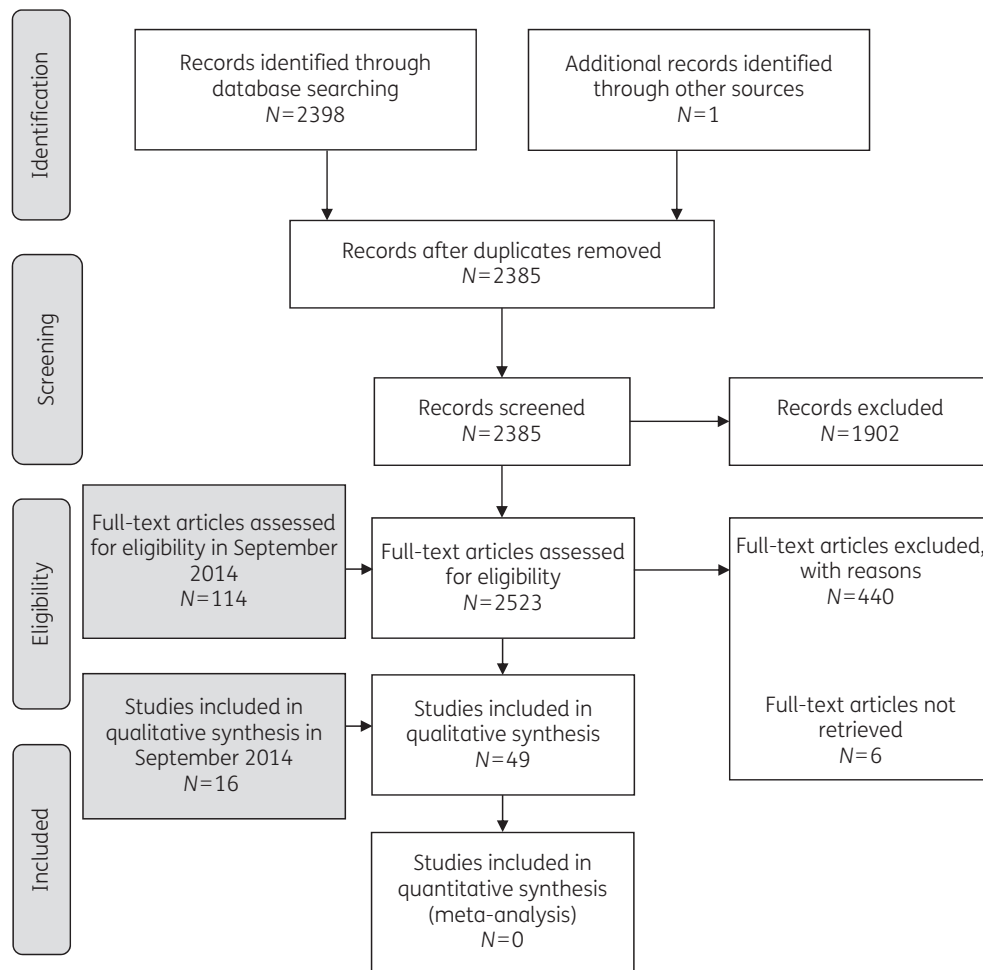 Identification
Records identified through
database searching
N=2398
Additional records identified
through other sources
N=1
Records after duplicates removed
N=2385
Screening
Records screened
N=2385
Records excluded
N=1902
Eligibility
Full-text articles assessed
for eligibility in September
2014
N=114
Full-text articles assessed
for eligibility
N=2523
Full-text articles excluded,
with reasons
N=440
Full-text articles not
retrieved
N=6
Studies included in
qualitative synthesis in
September 2014
N=16
Studies included in
qualitative synthesis
N=49
Included
Studies included in
quantitative synthesis
(meta-analysis)
N=0